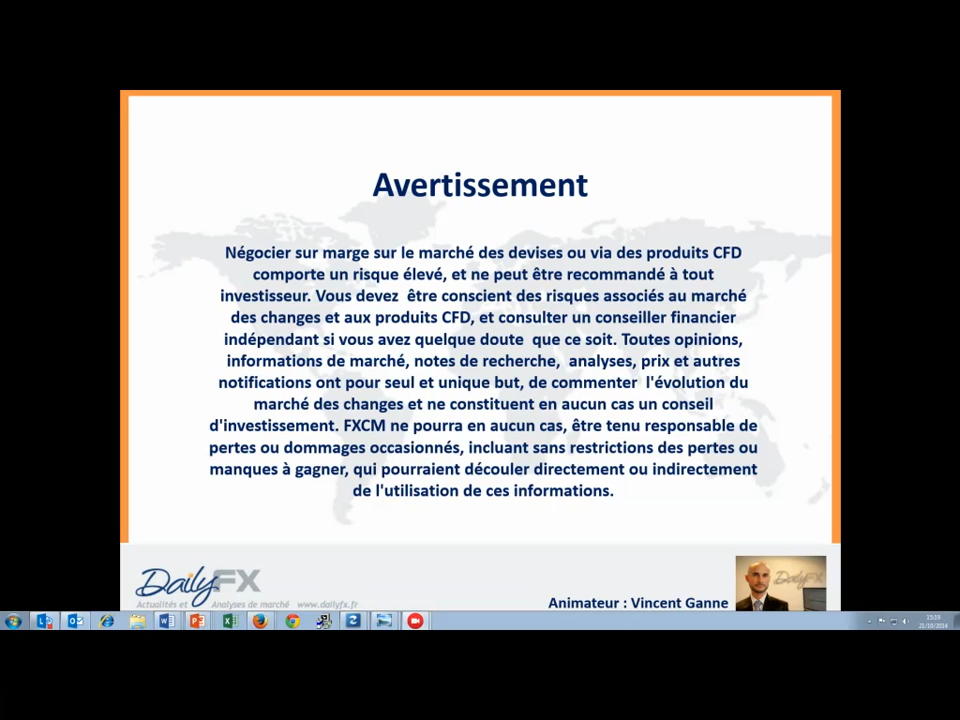 Avertissement
Négocier sur marge sur le marché des devises ou via des produits CFD
comporte un risque élevé, et ne peut être recommandé à tout
investisseur. Vous devez être conscient des risques associés au marché
des changes et aux produits CFD, et consulter un conseiller financier
indépendant si vous avez quelque doute que ce soit. Toutes opinions,
informations de marché, notes de recherche, analyses, prix et autres
notifications ont pour seul et unique but, de commenter l'évolution du
marché des changes et ne constituent en aucun cas un conseil
d'investissement. FXCM ne pourra en aucun cas, être tenu responsable de
pertes ou dommages occasionnés, incluant sans restrictions des pertes ou
manques à gagner, qui pourraient découler directement ou indirectement
de l'utilisation de ces informations.
DailyFX
Actualités et Analyses de marché www.dailyfx.fr
DailyFX
Animateur : Vincent Ganne
15:19
21/10/2014